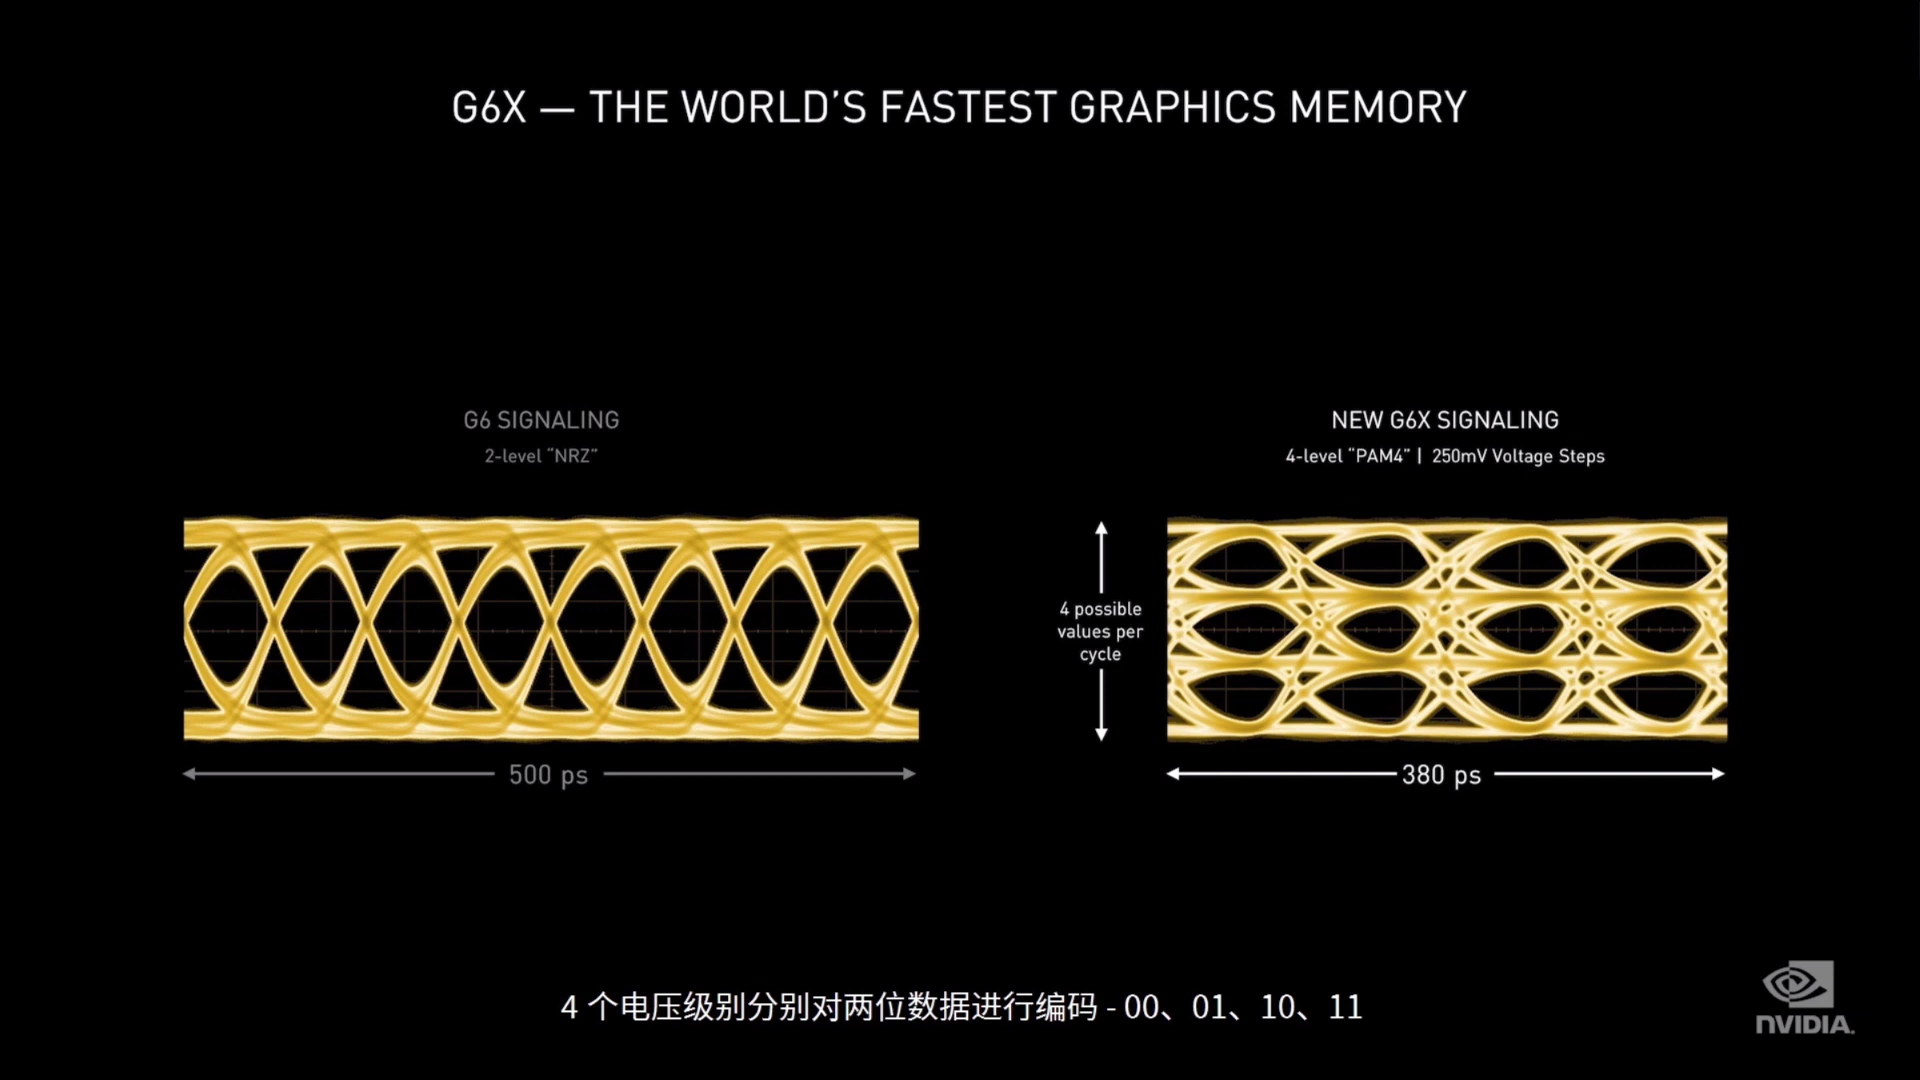 G6X — THE WORLD'S FASTEST GRAPHICS MEMORY
G6 SIGNALING
2-level "NRZ"
500 ps
NEW G6X SIGNALING
4-level "PAM4" | 250mV Voltage Steps
4 possible
values per
cycle
380 ps
4 个电压级别分别对两位数据进行编码 - 00、01、10、11
NVIDIA.